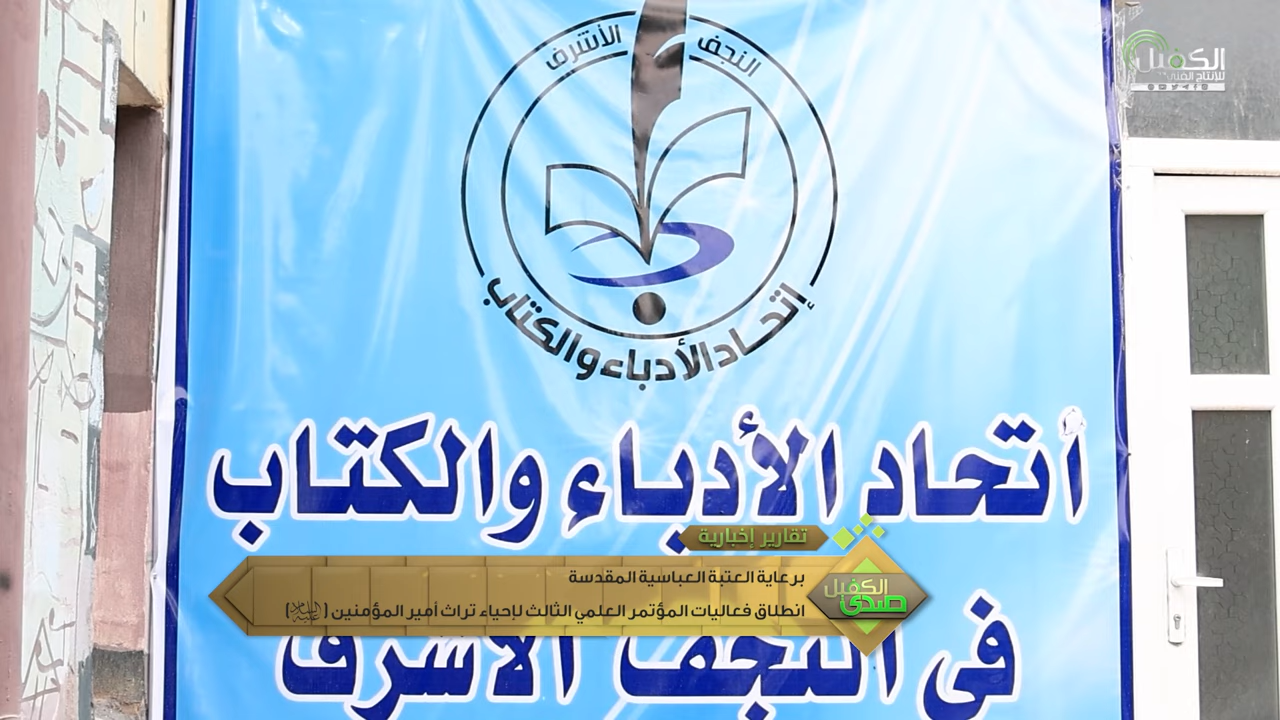 النجف الأشرف
إتحاد الأدباء والكتاب
الكفيل
للإنتاج الفني
أتحاد الأدباء والكتاب
في النجف الاشرف
تقارير إخبارية
برعاية العتبة العباسية المقدسة
انطلاق فعاليات المؤتمر العلمي الثالث لإحياء تراث أمير المؤمنين (عليه السلام)
صدى الكفيل